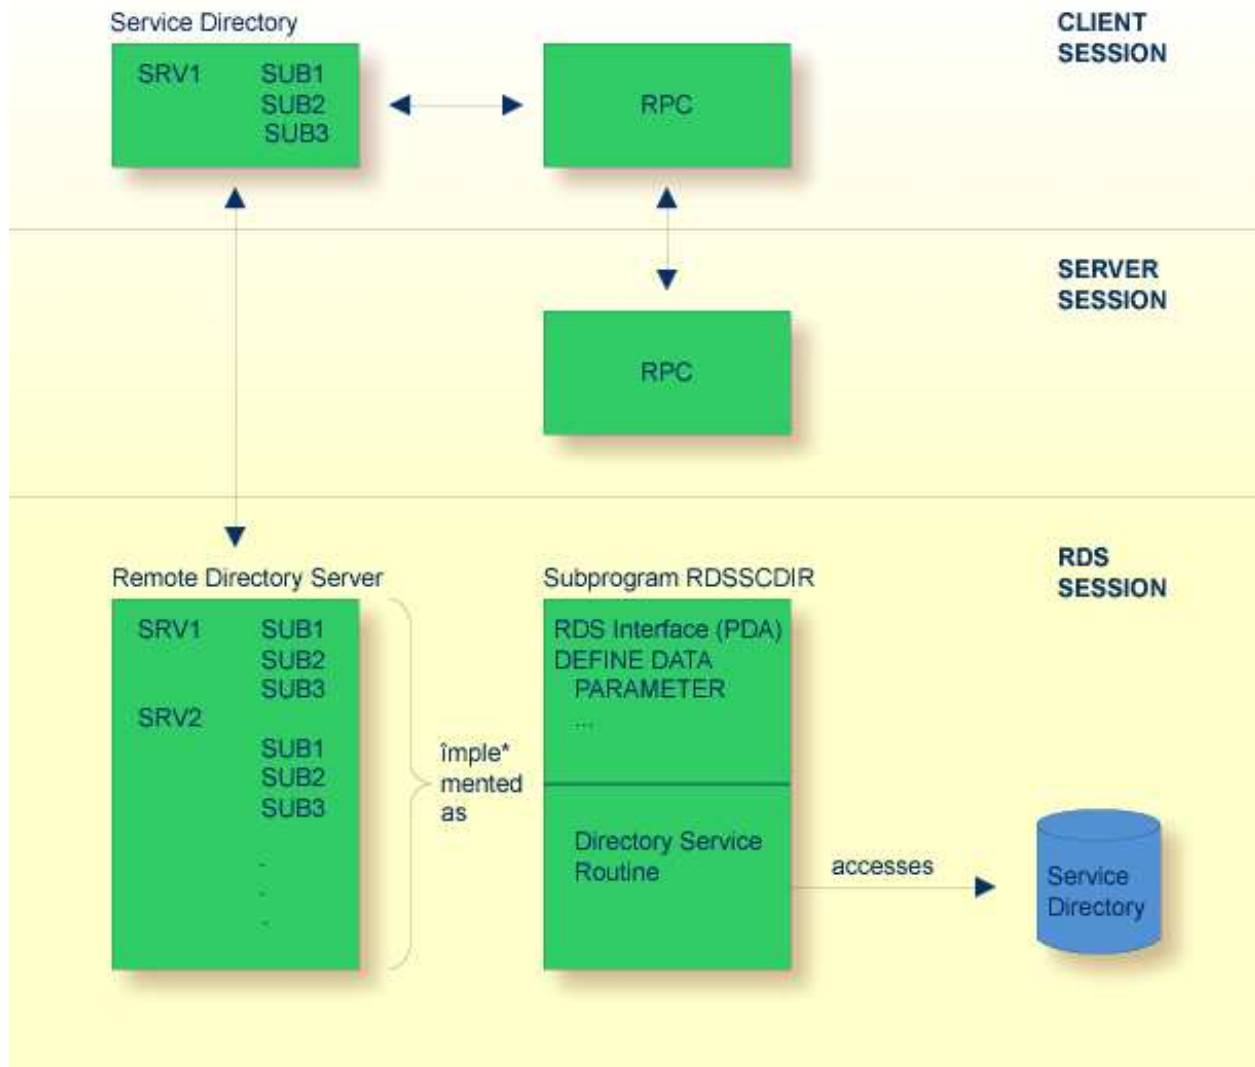 Service Directory
CLIENT
SESSION
SRV1 SUB1
SUB2
SUB3
RPC
SERVER
SESSION
RPC
RDS
SESSION
Remote Directory Server
Subprogram RDSSCDIR
SRV1 SUB1
SUB2
SUB3
SRV2
SUB1
SUB2
SUB3
.
.
.
împle*
mented
as
RDS Interface (PDA)
DEFINE DATA
PARAMETER
...
Directory Service
Routine
accesses
Service
Directory